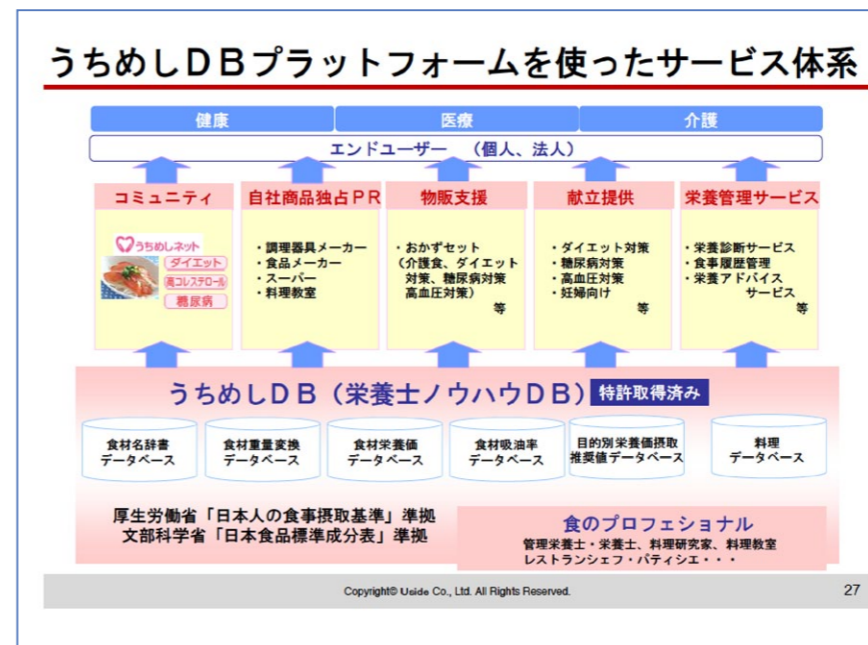 うちめしＤＢプラットフォームを使ったサービス体系
健康
医療
介護
エンドユーザー　（個人、法人）
コミュニティ
うちめしネット
ダイエット
高コレステロール
糖尿病
自社商品独占ＰＲ
・調理器具メーカー
・食品メーカー
・スーパー
・料理教室
物販支援
・おかずセット
（介護食、ダイエット
対策、糖尿病対策
高血圧対策）
等
献立提供
・ダイエット対策
・糖尿病対策
・高血圧対策
・妊婦向け
等
栄養管理サービス
・栄養診断サービス
・食事履歴管理
・栄養アドバイス
サービス
等
うちめしＤＢ（栄養士ノウハウＤＢ）
特許取得済み
食材名辞書
データベース
食材重量変換
データベース
食材栄養価
データベース
食材吸油率
データベース
目的別栄養価摂取
推奨値データベース
料理
データベース
厚生労働省「日本人の食事摂取基準」準拠
文部科学省「日本食品標準成分表」準拠
食のプロフェショナル
管理栄養士・栄養士、料理研究家、料理教室
レストランシェフ・パティシエ・・・
Copyright© Uside Co., Ltd. All Rights Reserved.
27